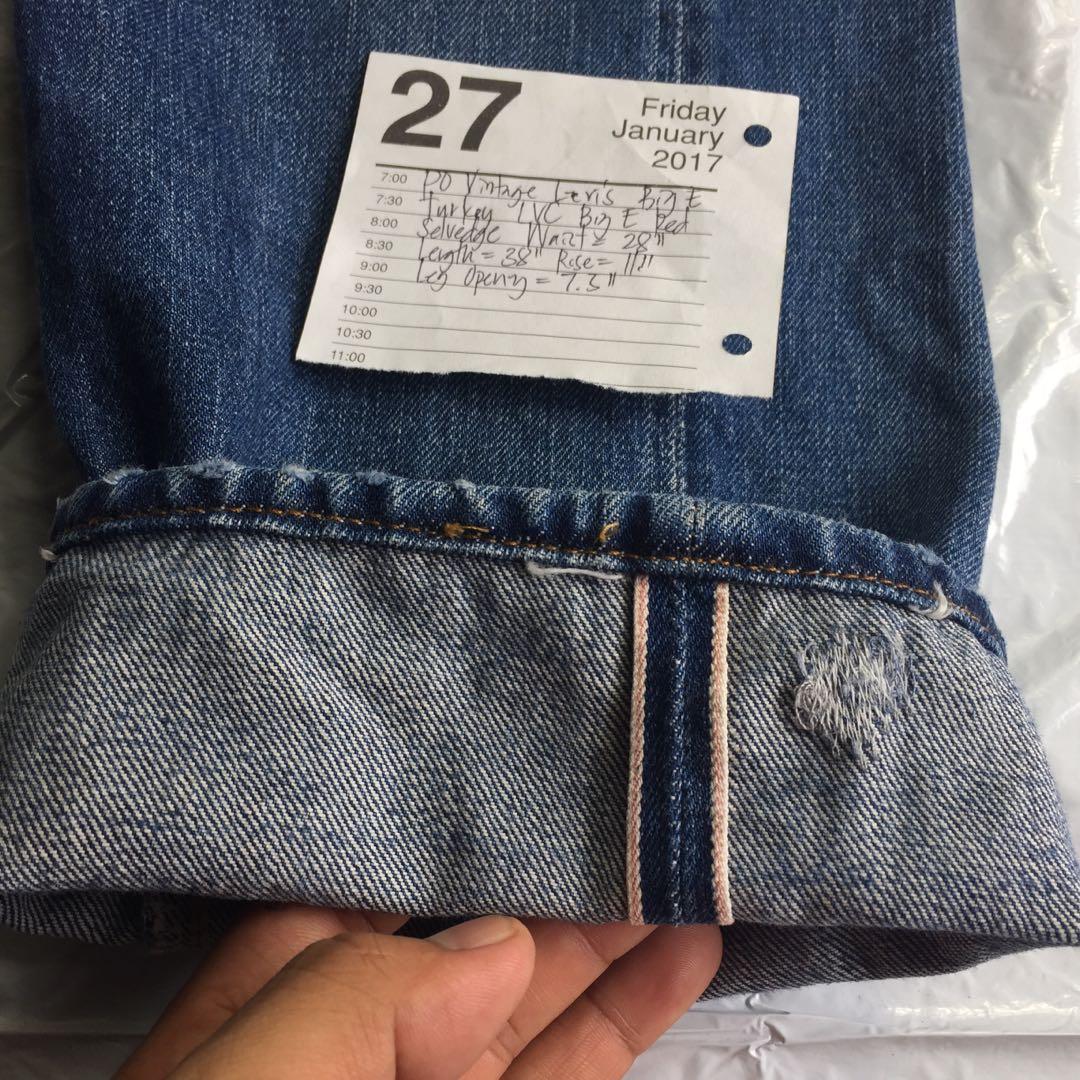 27
Friday
January
2017
7:00 PO Vintage Levi's Big E
7:30 Turkey LVC Big E Red
8:00 Selvedge Waist = 28"
8:30 Length = 38" Rise = 11"
9:00 Leg Openg = 7.5"
9:30
10:00
10:30
11:00